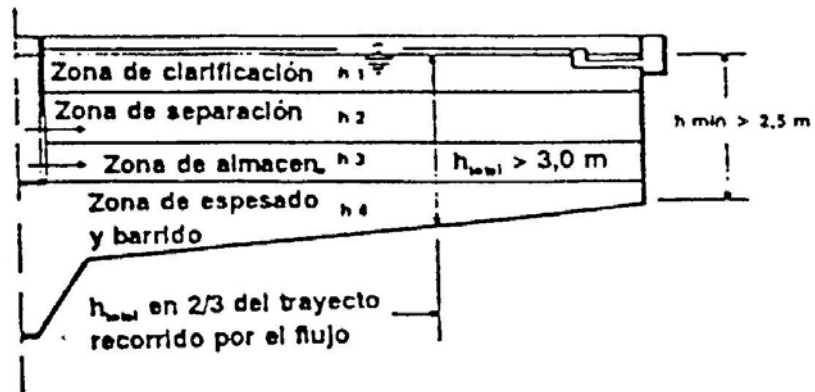 Zona de clarificación h 1
Zona de separación h 2
Zona de almacen. h 3
h total > 3,0 m
h min > 2,5 m
Zona de espesado h 4
y barrido
h total en 2/3 del trayecto
recorrido por el flujo